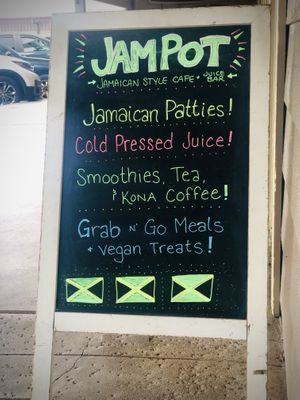 JAMPOT
JAMAICAN STYLE CAFE + JUICE BAR
Jamaican Patties!
Cold Pressed Juice!
Smoothies, Tea,
& KONA Coffee!
Grab N' Go Meals
+ Vegan Treats!